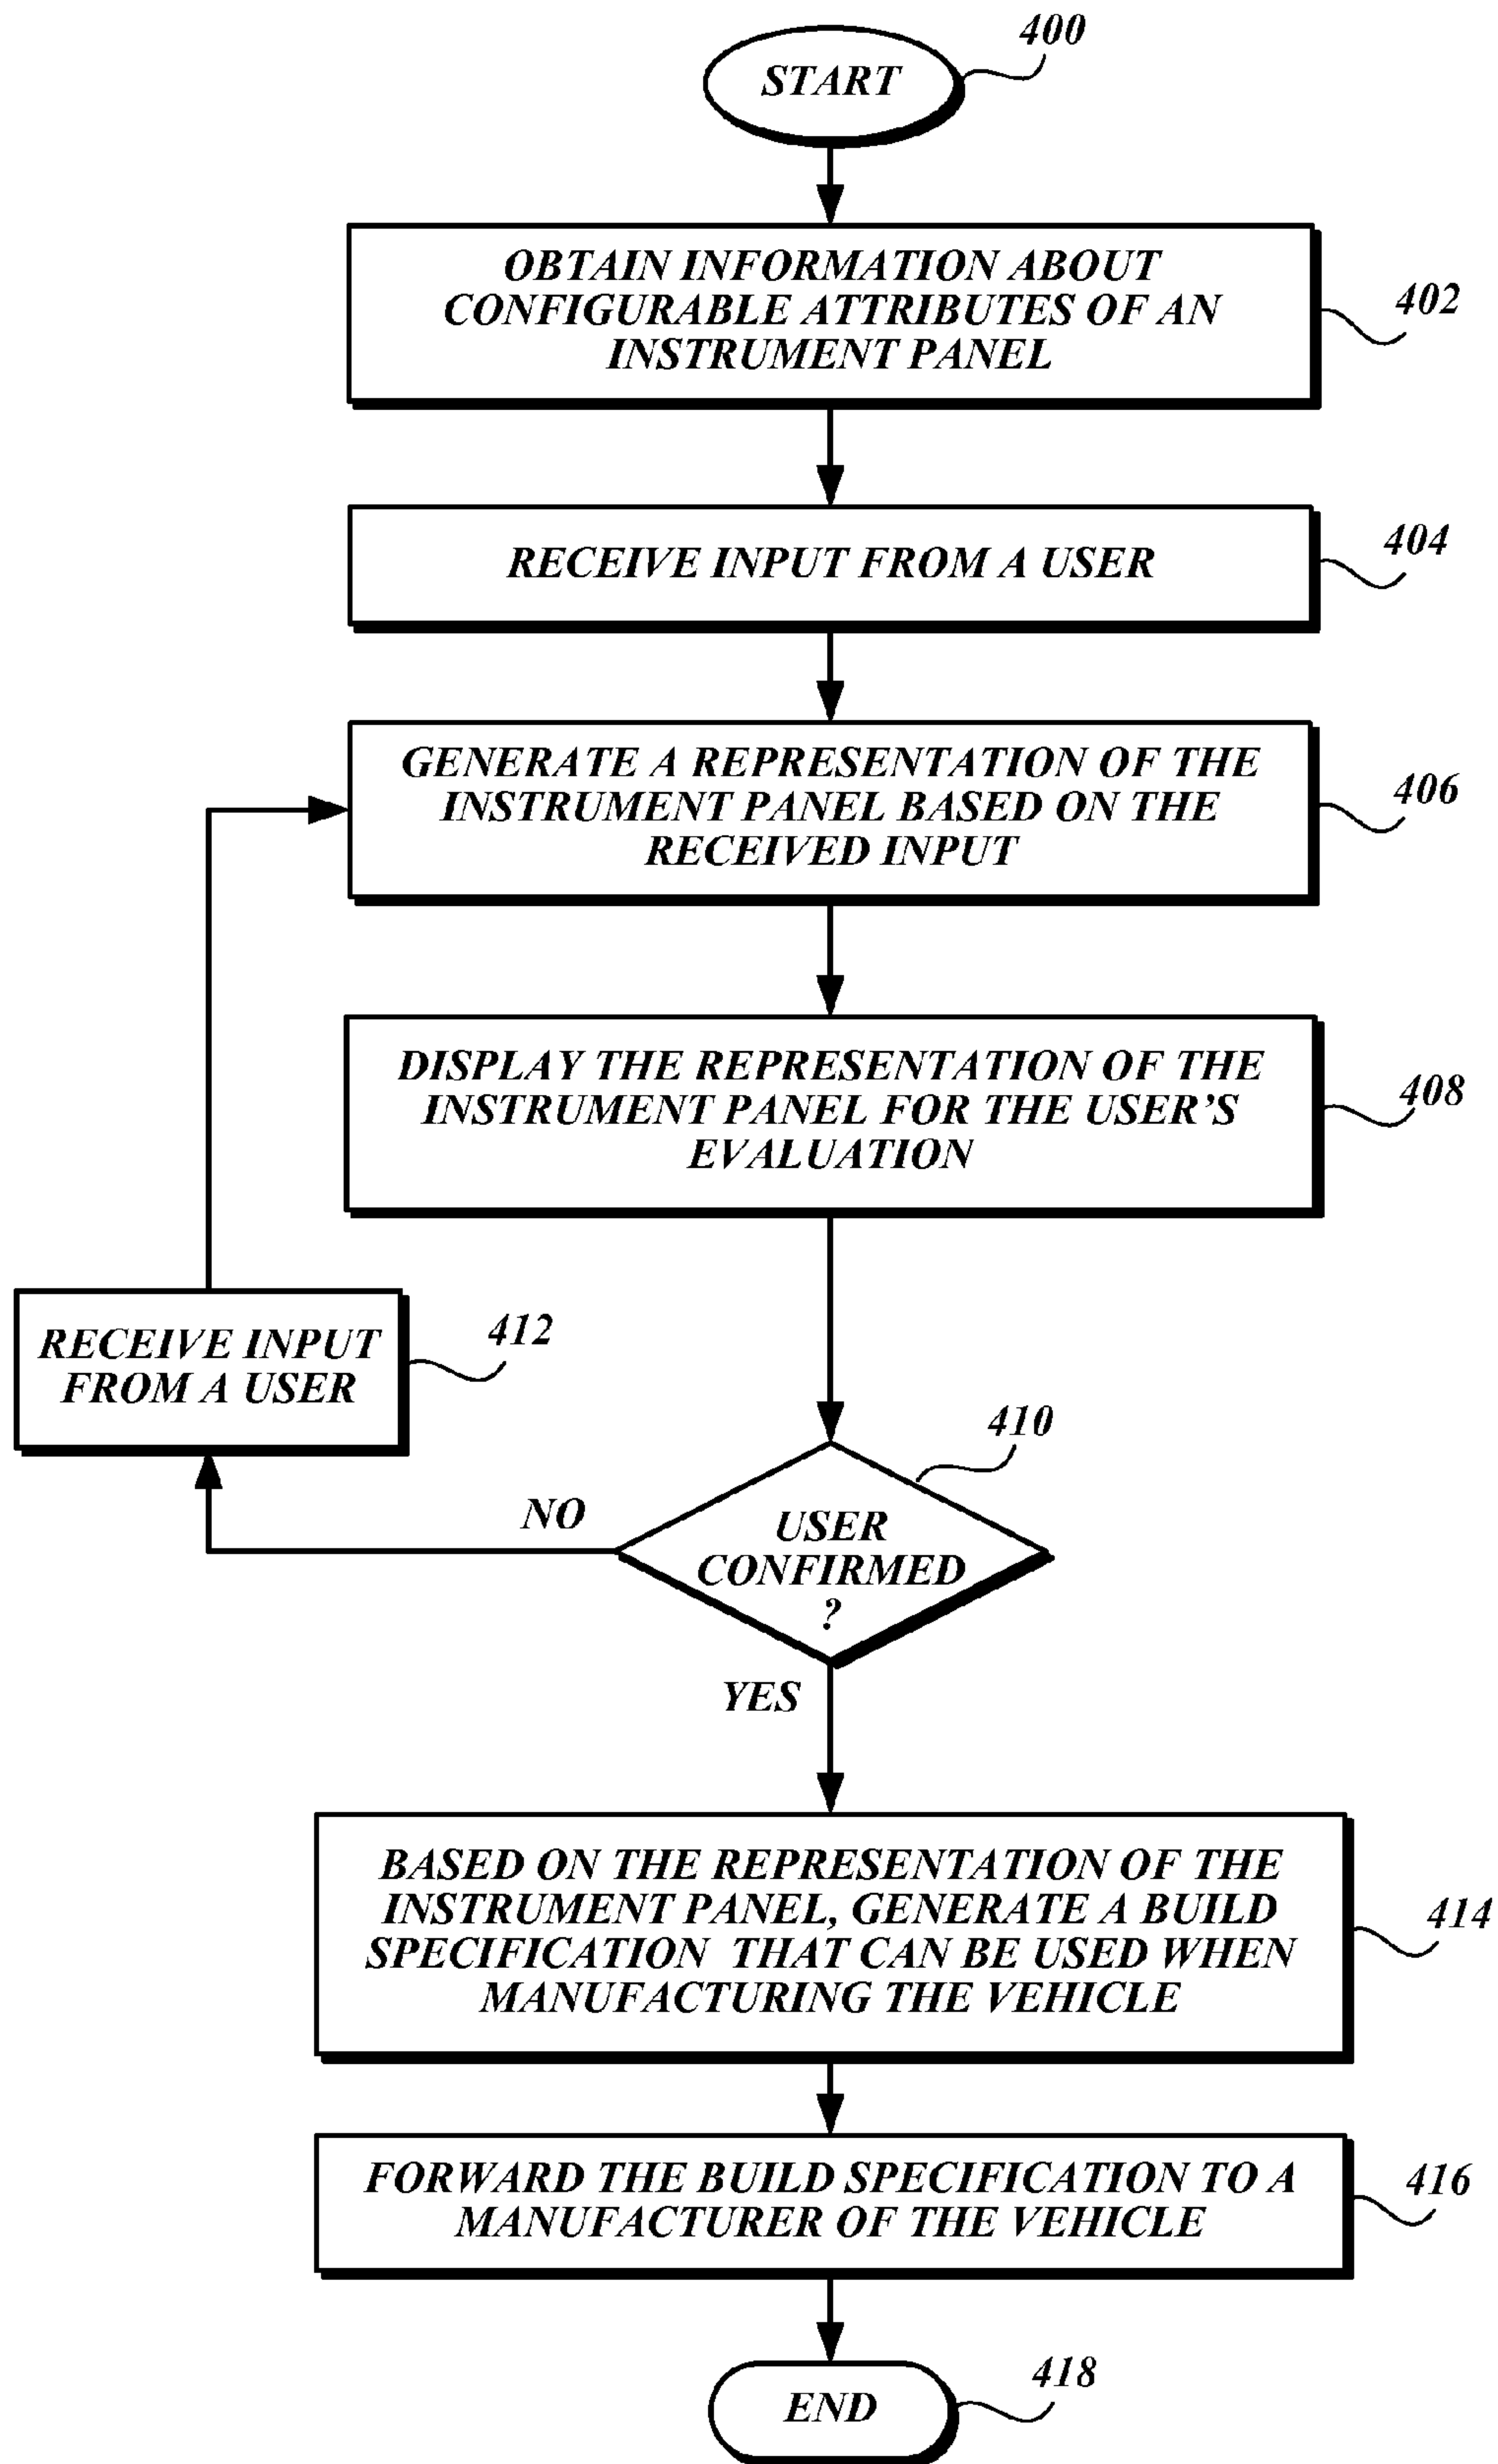 400
START
OBTAIN INFORMATION ABOUT
CONFIGURABLE ATTRIBUTES OF AN
INSTRUMENT PANEL
402
RECEIVE INPUT FROM A USER
404
GENERATE A REPRESENTATION OF THE
INSTRUMENT PANEL BASED ON THE
RECEIVED INPUT
406
DISPLAY THE REPRESENTATION OF THE
INSTRUMENT PANEL FOR THE USER'S
EVALUATION
408
RECEIVE INPUT
FROM A USER
412
410
NO
USER
CONFIRMED
?
YES
BASED ON THE REPRESENTATION OF THE
INSTRUMENT PANEL, GENERATE A BUILD
SPECIFICATION THAT CAN BE USED WHEN
MANUFACTURING THE VEHICLE
414
FORWARD THE BUILD SPECIFICATION TO A
MANUFACTURER OF THE VEHICLE
416
END
418